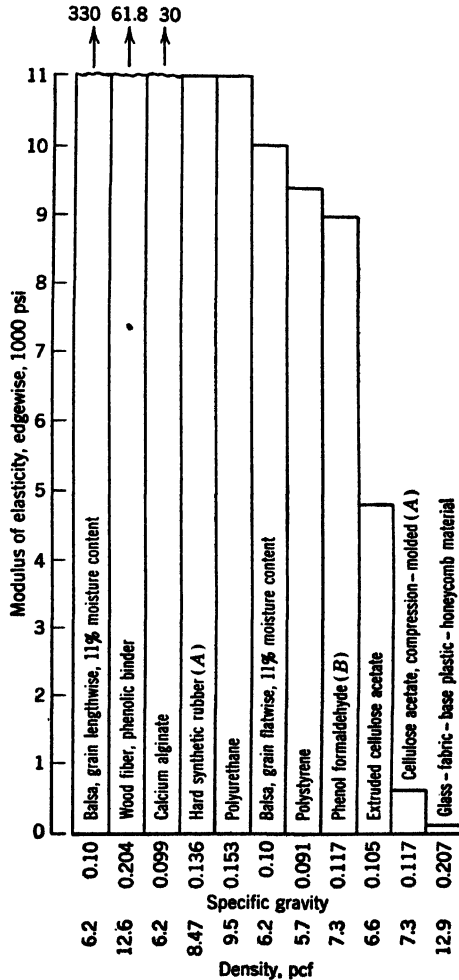 330 61.8 30
Modulus of elasticity, edgewise, 1000 psi
11
10
9
8
7
6
5
4
3
2
1
0
Balsa, grain lengthwise, 11% moisture content
Wood fiber, phenolic binder
Calcium alginate
Hard synthetic rubber (A)
Polyurethane
Balsa, grain flatwise, 11% moisture content
Polystyrene
Phenol formaldehyde (B)
Extruded cellulose acetate
Cellulose acetate, compression-molded (A)
Glass-fabric-base plastic-honeycomb material
0.10 0.204 0.099 0.136 0.153 0.10 0.091 0.117 0.105 0.117 0.207
Specific gravity
6.2 12.6 6.2 8.47 9.5 6.2 5.7 7.3 6.6 7.3 12.9
Density, pcf